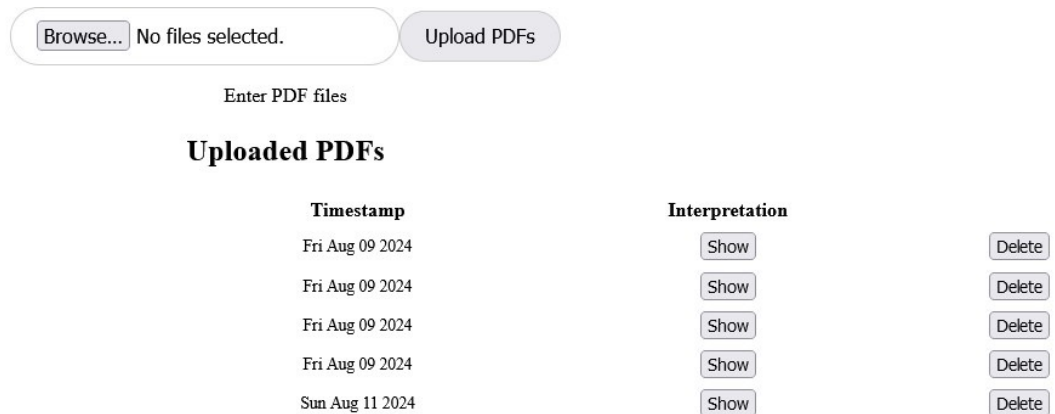 Browse... No files selected. Upload PDFs
Enter PDF files
Uploaded PDFs
Timestamp Interpretation
Fri Aug 09 2024 Show Delete
Fri Aug 09 2024 Show Delete
Fri Aug 09 2024 Show Delete
Fri Aug 09 2024 Show Delete
Sun Aug 11 2024 Show Delete